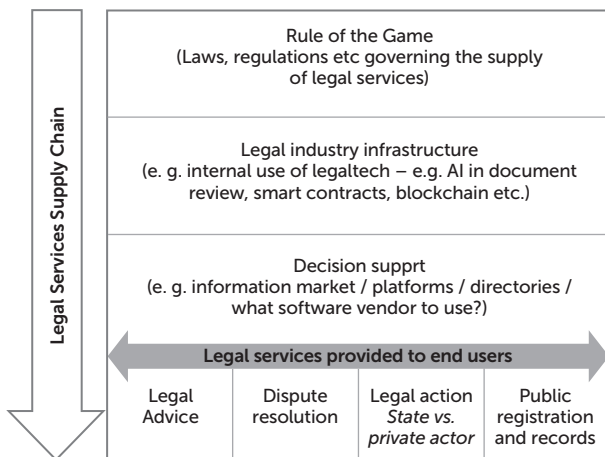 Legal Services Supply Chain
Rule of the Game
(Laws, regulations etc governing the supply
of legal services)
Legal industry infrastructure
(e. g. internal use of legaltech – e.g. AI in document
review, smart contracts, blockchain etc.)
Decision supprt
(e. g. information market / platforms / directories /
what software vendor to use?)
Legal services provided to end users
Legal
Advice
Dispute
resolution
Legal action
State vs.
private actor
Public
registration
and records